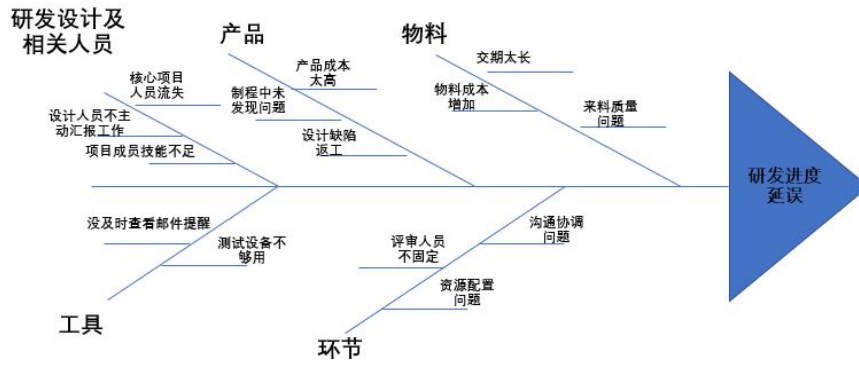 研发设计及
相关人员
产品
物料
核心项目
人员流失
设计人员不主
动汇报工作
项目成员技能不足
产品成本
太高
制程中未
发现问题
设计缺陷
返工
交期太长
物料成本
增加
来料质量
问题
研发进度
延误
没及时查看邮件提醒
测试设备不
够用
工具
沟通协调
问题
评审人员
不固定
资源配置
问题
环节